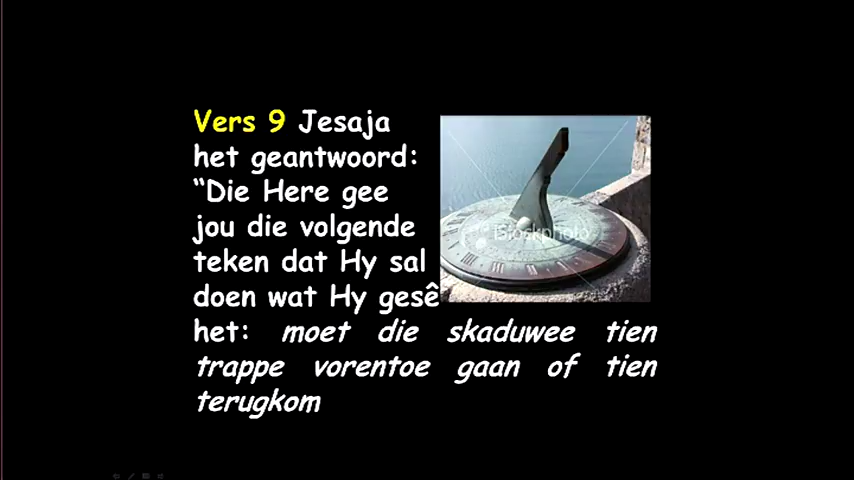 Vers 9 Jesaja
het geantwoord:
“Die Here gee
jou die volgende
teken dat Hy sal
doen wat Hy gesê
het: moet die skaduwee tien
trappe vorentoe gaan of tien
terugkom
iStockphoto